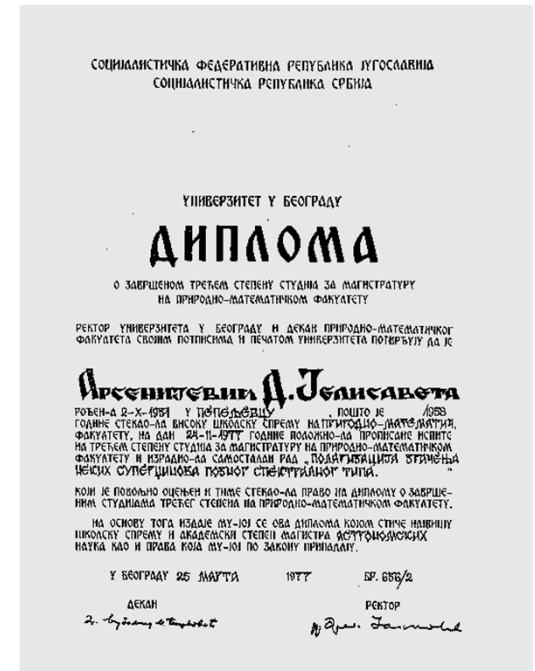 СОЦИЈАЛИСТИЧКА ФЕДЕРАТИВНА РЕПУБЛИКА ЈУГОСЛАВИЈА
СОЦИЈАЛИСТИЧКА РЕПУБЛИКА СРБИЈА
УНИВЕРЗИТЕТ У БЕОГРАДУ
ДИПЛОМА
О ЗАВРШЕНОМ ТРЕЋЕМ СТЕПЕНУ СТУДИЈА ЗА МАГИСТРАТУРУ
НА ПРИРОДНО-МАТЕМАТИЧКОМ ФАКУЛТЕТУ
РЕКТОР УНИВЕРЗИТЕТА У БЕОГРАДУ И ДЕКАН ПРИРОДНО-МАТЕМАТИЧКОГ
ФАКУЛТЕТА СВОЈИМ ПОТПИСИМА И ПЕЧАТОМ УНИВЕРЗИТЕТА ПОТВРЂУЈУ ДА ЈЕ
АРСЕНИЈЕВИЋ Д. ЈЕЛИСАВЕТА
РОЂЕН-А 2-X-1931 У ПЕПЕЉЕВЦУ, ПОШТО ЈЕ 1958
ГОДИНЕ СТЕКАО-ЛА ВИСОКУ ШКОЛСКУ СПРЕМУ НА ПРИРОДНО-МАТЕМАТИЧ.
ФАКУЛТЕТУ, НА ДАН 24-11-1977 ГОДИНЕ ПОЛОЖИО-ЛА ПРОПИСАНЕ ИСПИТЕ
НА ТРЕЋЕМ СТЕПЕНУ СТУДИЈА ЗА МАГИСТРАТУРУ НА ПРИРОДНО-МАТЕМАТИЧКОМ
ФАКУЛТЕТУ И ИЗРАДИО-ЛА САМОСТАЛАН РАД „ПОЛАРИЗАЦИЈА ЗРАЧЕЊА
НЕКИХ СУПЕРЏИНОВА ПОЗНОГ СПЕКТРАЛНОГ ТИПА."
КОЈИ ЈЕ ПОВОЉНО ОЦЕЊЕН И ТИМЕ СТЕКАО-ЛА ПРАВО НА ДИПЛОМУ О ЗАВРШЕ-
НИМ СТУДИЈАМА ТРЕЋЕГ СТЕПЕНА НА ПРИРОДНО-МАТЕМАТИЧКОМ ФАКУЛТЕТУ.
НА ОСНОВУ ТОГА ИЗДАЈЕ МУ-ЈОЈ СЕ ОВА ДИПЛОМА КОЈОМ СТИЧЕ НАЈВИШУ
ШКОЛСКУ СПРЕМУ И АКАДЕМСКИ СТЕПЕН МАГИСТРА АСТРОНОМСКИХ
НАУКА КАО И ПРАВА КОЈА МУ-ЈОЈ ПО ЗАКОНУ ПРИПАДАЈУ.
У БЕОГРАДУ 25 МАРТА 1977 БР. 656/2
ДЕКАН РЕКТОР